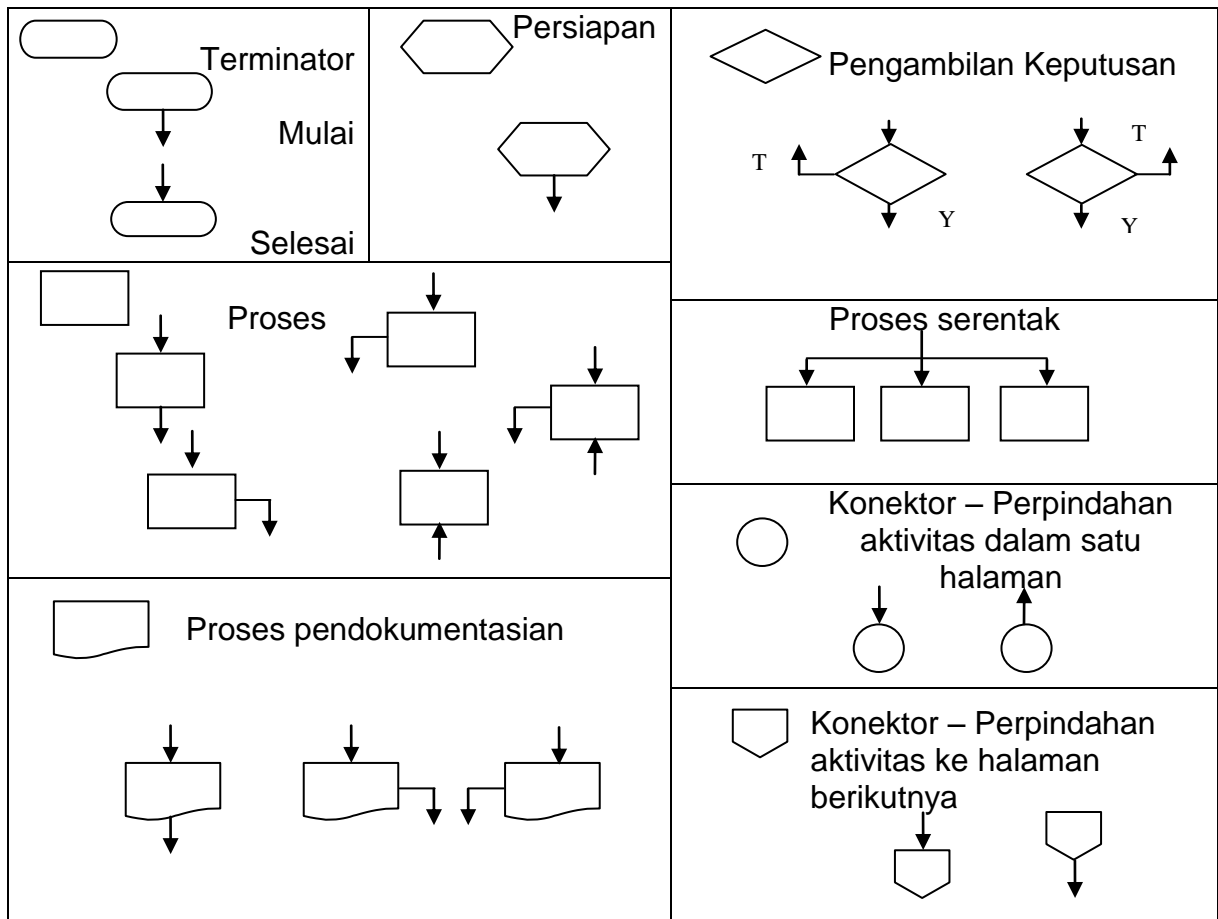 Terminator
Mulai
Selesai
Persiapan
Pengambilan Keputusan
T
Y
T
Y
Proses
Proses serentak
Konektor – Perpindahan
aktivitas dalam satu
halaman
Proses pendokumentasian
Konektor – Perpindahan
aktivitas ke halaman
berikutnya